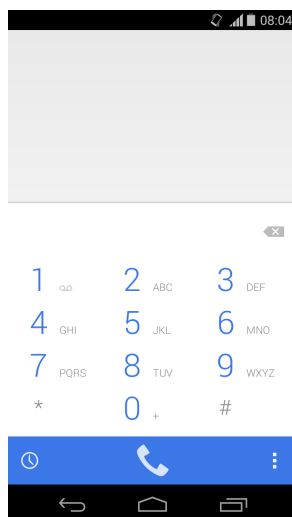 08:04
1 2 ABC 3 DEF
4 GHI 5 JKL 6 MNO
7 PQRS 8 TUV 9 WXYZ
* 0 + #